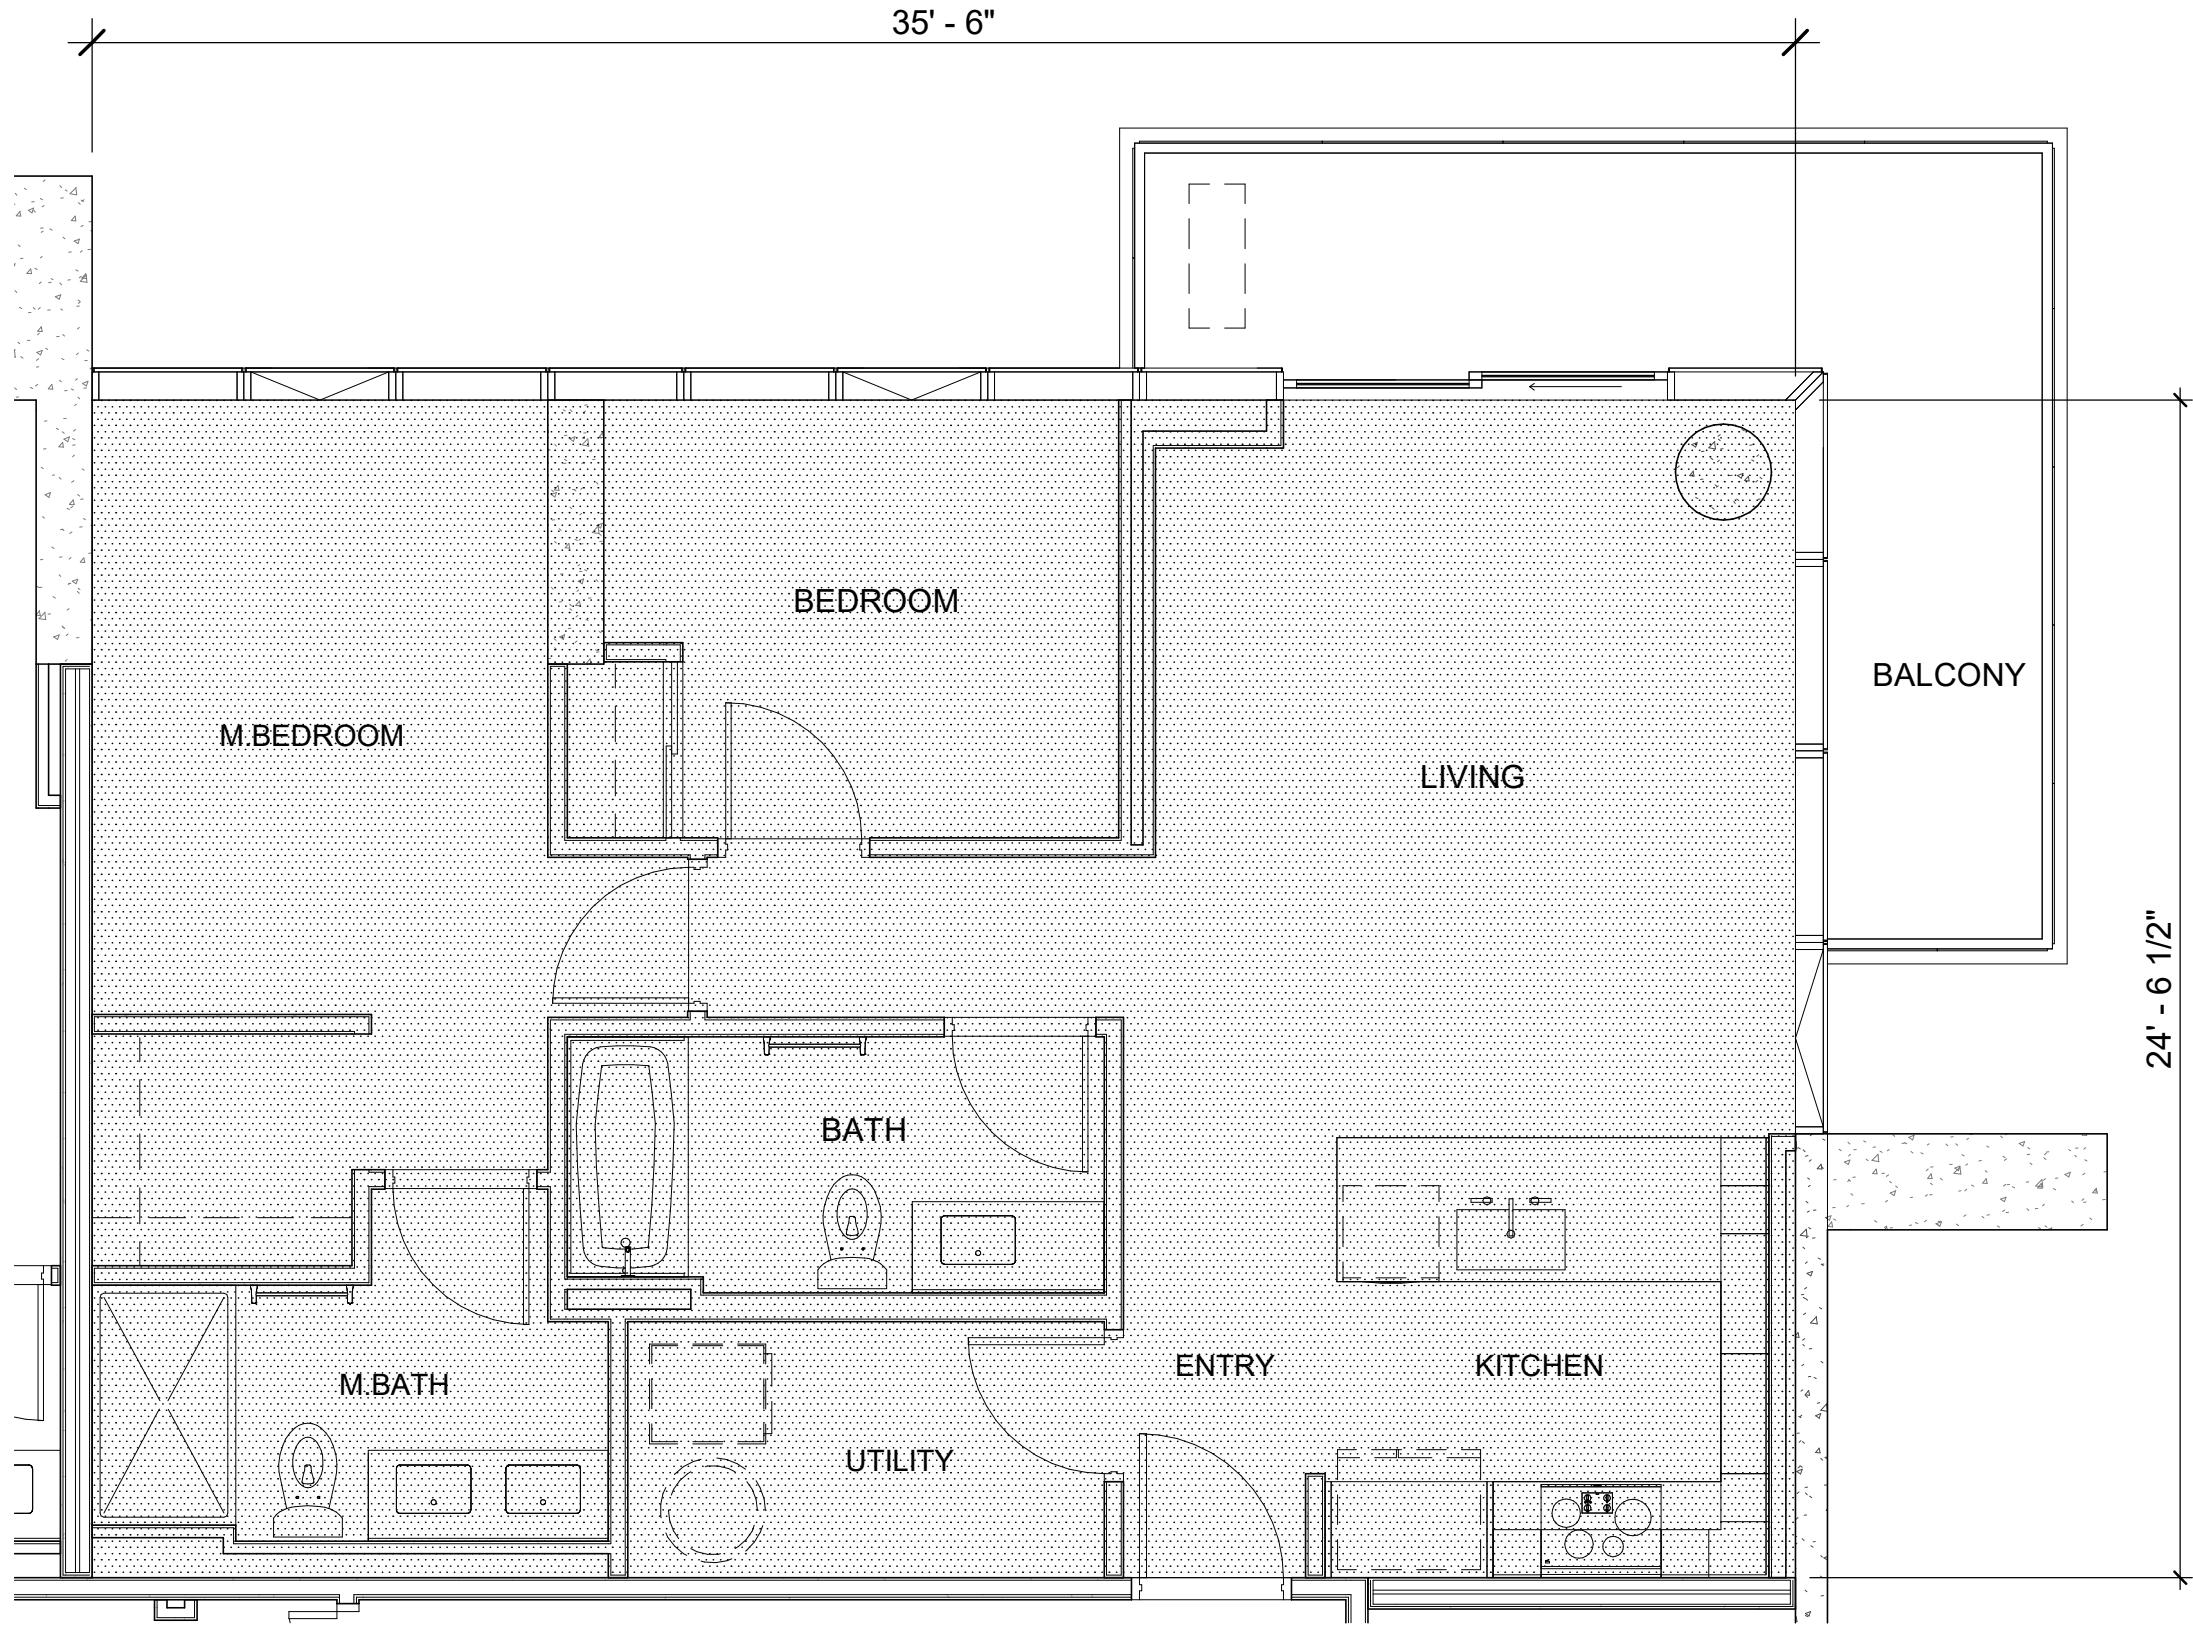 35' - 6"
BEDROOM
BALCONY
M.BEDROOM
LIVING
24' - 6 1/2"
BATH
ENTRY
KITCHEN
M.BATH
UTILITY